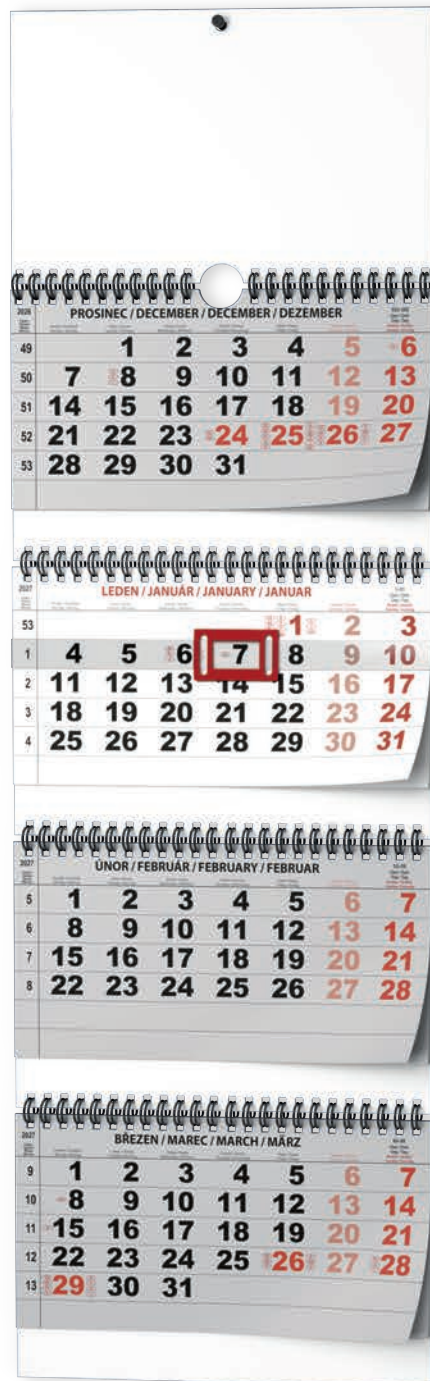 2026
PROSINEC / DECEMBER / DECEMBER / DEZEMBER
49 1 2 3 4 5 6
50 7 8 9 10 11 12 13
51 14 15 16 17 18 19 20
52 21 22 23 24 25 26 27
53 28 29 30 31
2027
LEDEN / JANUÁR / JANUARY / JANUAR
53 1 2 3
1 4 5 6 7 8 9 10
2 11 12 13 14 15 16 17
3 18 19 20 21 22 23 24
4 25 26 27 28 29 30 31
2027
ÚNOR / FEBRUÁR / FEBRUARY / FEBRUAR
5 1 2 3 4 5 6 7
6 8 9 10 11 12 13 14
7 15 16 17 18 19 20 21
8 22 23 24 25 26 27 28
2027
BŘEZEN / MAREC / MARCH / MÄRZ
9 1 2 3 4 5 6 7
10 8 9 10 11 12 13 14
11 15 16 17 18 19 20 21
12 22 23 24 25 26 27 28
13 29 30 31